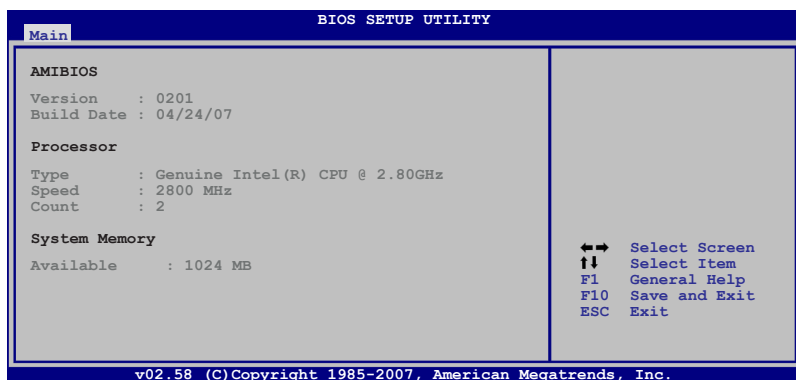 BIOS SETUP UTILITY
Main
AMIBIOS
Version : 0201
Build Date : 04/24/07
Processor
Type : Genuine Intel(R) CPU @ 2.80GHz
Speed : 2800 MHz
Count : 2
System Memory
Available : 1024 MB
←→ Select Screen
↑↓ Select Item
F1 General Help
F10 Save and Exit
ESC Exit
v02.58 (C)Copyright 1985-2007, American Megatrends, Inc.